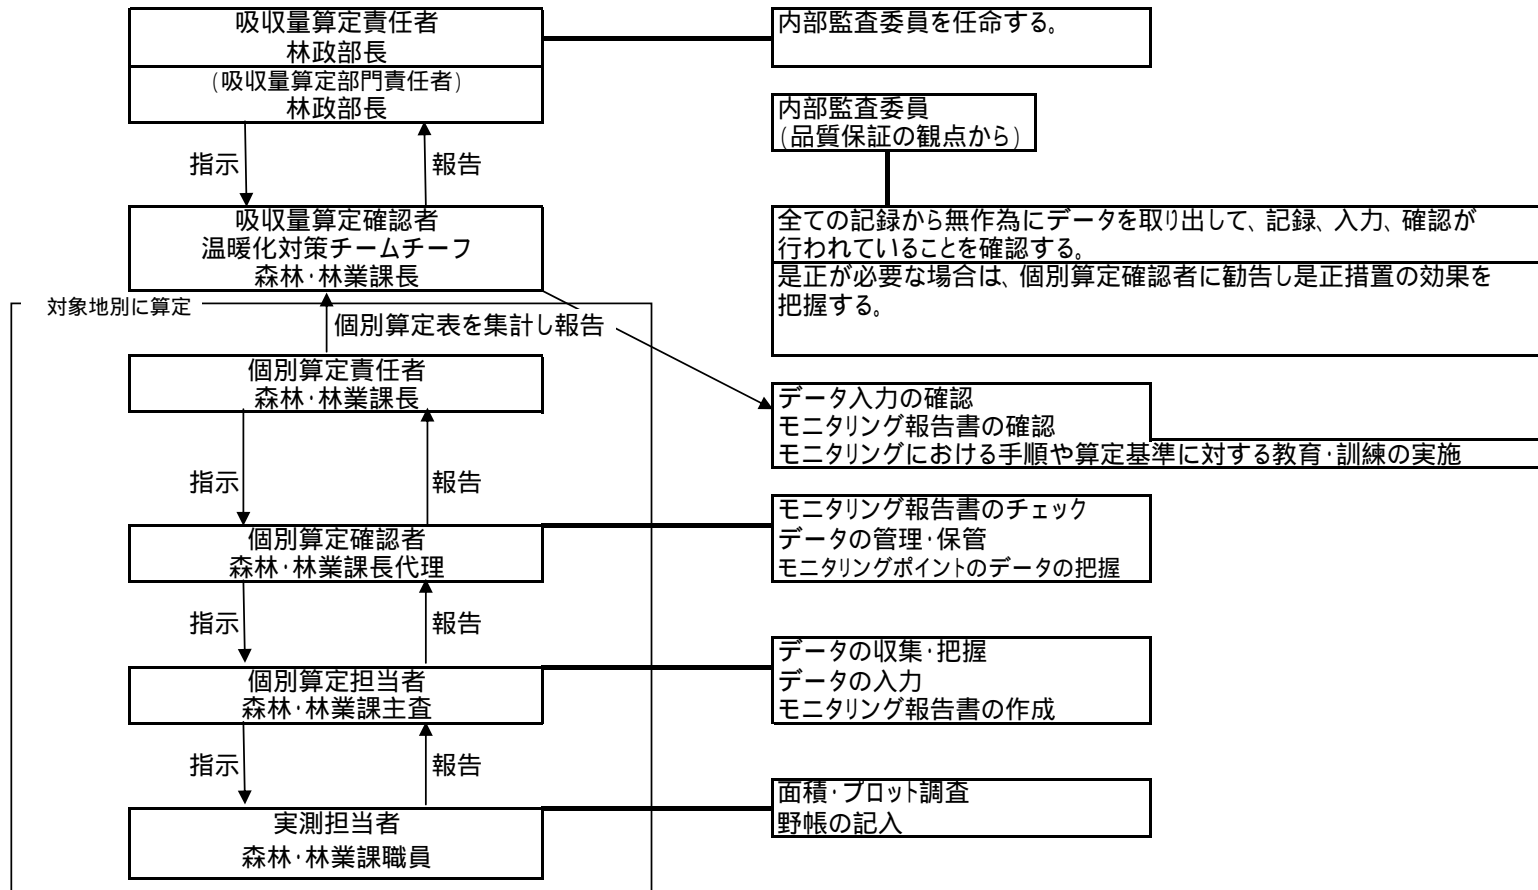 吸収量算定責任者
林政部長
(吸収量算定部門責任者)
林政部長
内部監査委員を任命する。
内部監査委員
(品質保証の観点から)
指示
報告
吸収量算定確認者
温暖化対策チームチーフ
森林･林業課長
全ての記録から無作為にデータを取り出して、記録、入力、確認が
行われていることを確認する。
是正が必要な場合は、個別算定確認者に勧告し是正措置の効果を
把握する。
対象地別に算定
個別算定表を集計し報告
個別算定責任者
森林･林業課長
データ入力の確認
モニタリング報告書の確認
モニタリングにおける手順や算定基準に対する教育･訓練の実施
指示
報告
個別算定確認者
森林･林業課長代理
モニタリング報告書のチェック
データの管理･保管
モニタリングポイントのデータの把握
指示
報告
個別算定担当者
森林･林業課主査
データの収集･把握
データの入力
モニタリング報告書の作成
指示
報告
実測担当者
森林･林業課職員
面積･プロット調査
野帳の記入